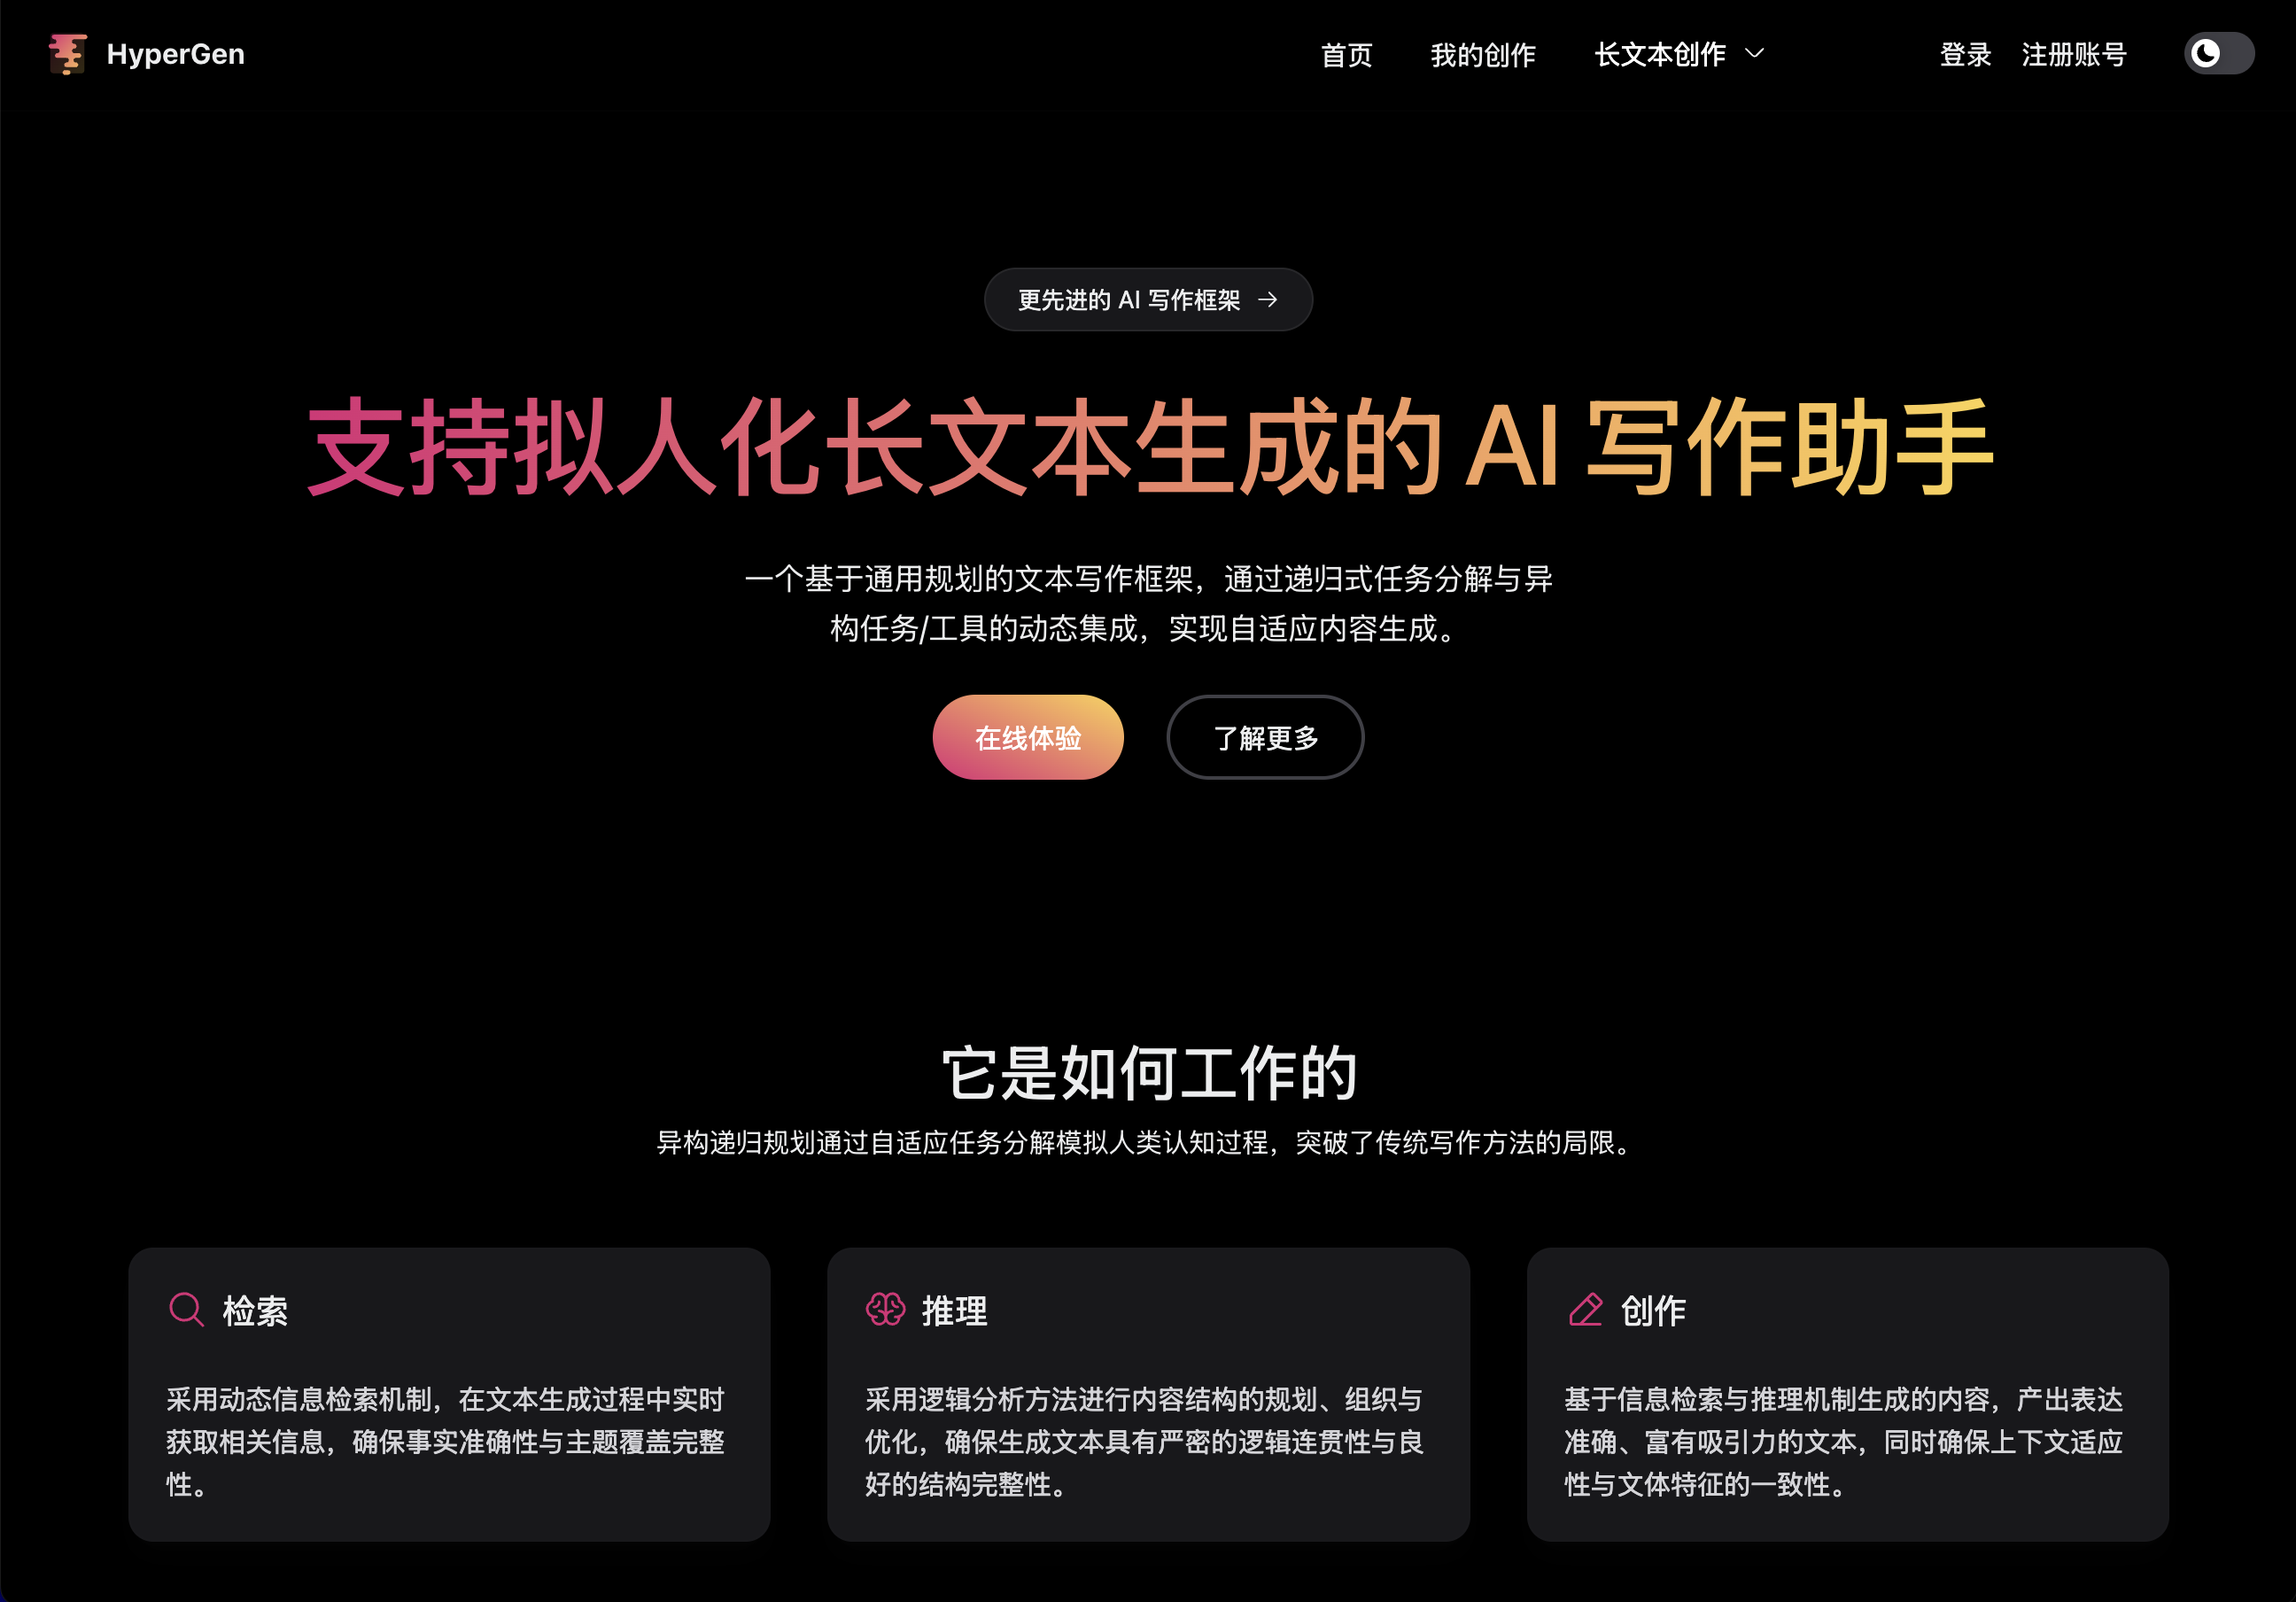 HyperGen
首页
我的创作
长文本创作
登录
注册账号
更先进的 AI 写作框架 →
支持拟人化长文本生成的 AI 写作助手
一个基于通用规划的文本写作框架，通过递归式任务分解与异
构任务/工具的动态集成，实现自适应内容生成。
在线体验
了解更多
它是如何工作的
异构递归规划通过自适应任务分解模拟人类认知过程，突破了传统写作方法的局限。
检索
采用动态信息检索机制，在文本生成过程中实时
获取相关信息，确保事实准确性与主题覆盖完整
性。
推理
采用逻辑分析方法进行内容结构的规划、组织与
优化，确保生成文本具有严密的逻辑连贯性与良
好的结构完整性。
创作
基于信息检索与推理机制生成的内容，产出表达
准确、富有吸引力的文本，同时确保上下文适应
性与文体特征的一致性。